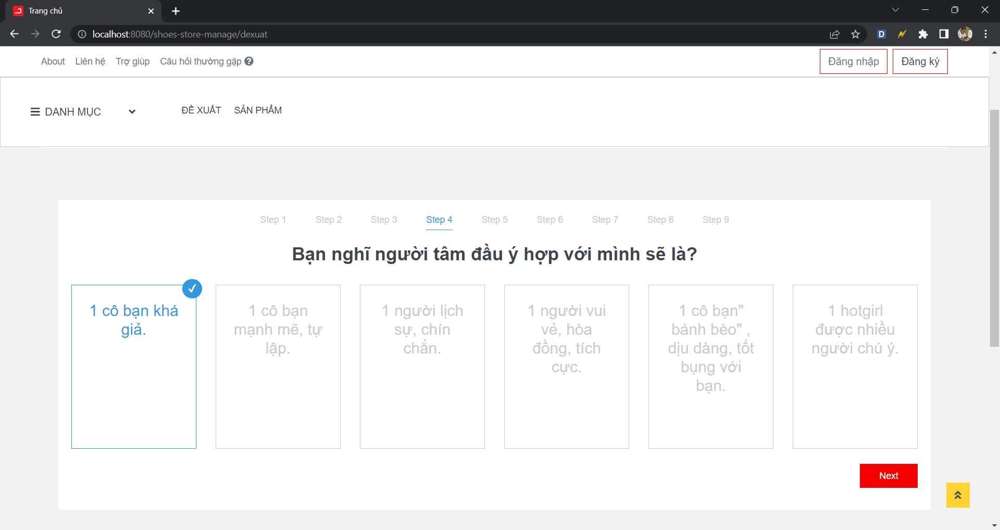 Trang chủ
localhost:8080/shoes-store-manage/dexuat
D
About Liên hệ Trợ giúp Câu hỏi thường gặp ?
Đăng nhập Đăng ký
DANH MỤC
ĐỀ XUẤT SẢN PHẨM
Step 1 Step 2 Step 3 Step 4 Step 5 Step 6 Step 7 Step 8 Step 9
Bạn nghĩ người tâm đầu ý hợp với mình sẽ là?
1 cô bạn khá
giả.
1 cô bạn
mạnh mẽ, tự
lập.
1 người lịch
sự, chín
chắn.
1 người vui
vẻ, hòa
đồng, tích
cực.
1 cô bạn"
bánh bèo" ,
dịu dàng, tốt
bụng với
bạn.
1 hotgirl
được nhiều
người chú ý.
Next